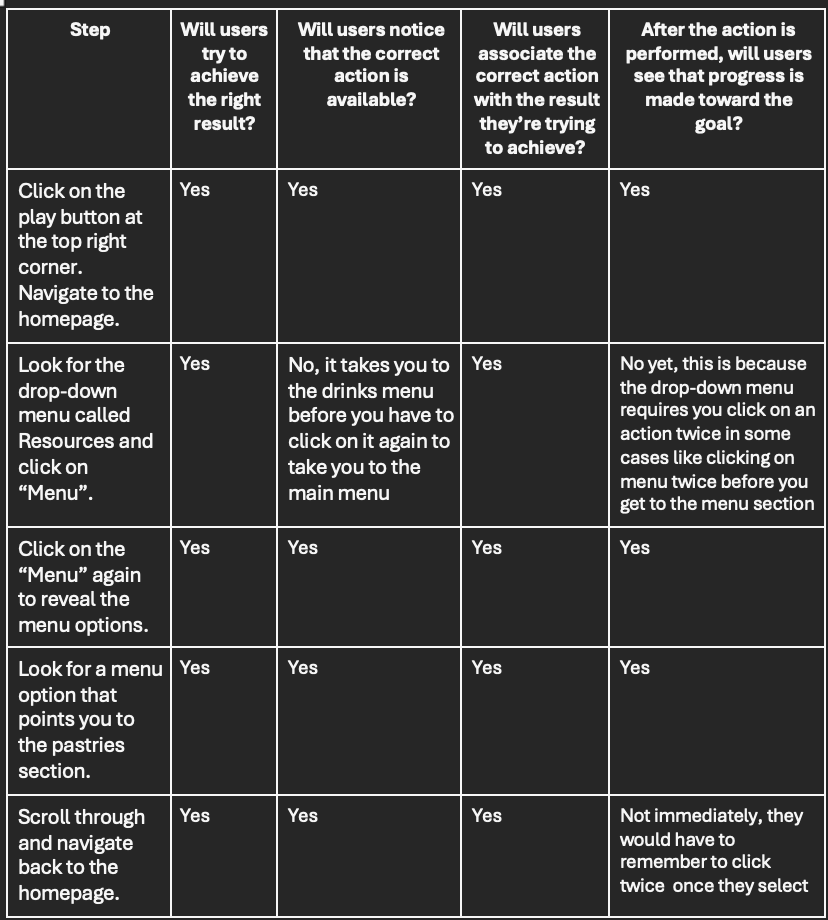 Step
Will users
try to
achieve
the right
result?
Will users notice
that the correct
action is
available?
Will users
associate the
correct action
with the result
they’re trying
to achieve?
After the action is
performed, will users
see that progress is
made toward the
goal?
Click on the
play button at
the top right
corner.
Navigate to the
homepage.
Yes
Yes
Yes
Yes
Look for the
drop-down
menu called
Resources and
click on
“Menu”.
Yes
No, it takes you to
the drinks menu
before you have to
click on it again to
take you to the
main menu
Yes
No yet, this is because
the drop-down menu
requires you click on an
action twice in some
cases like clicking on
menu twice before you
get to the menu section
Click on the
“Menu” again
to reveal the
menu options.
Yes
Yes
Yes
Yes
Look for a menu
option that
points you to
the pastries
section.
Yes
Yes
Yes
Yes
Scroll through
and navigate
back to the
homepage.
Yes
Yes
Yes
Not immediately, they
would have to
remember to click
twice once they select